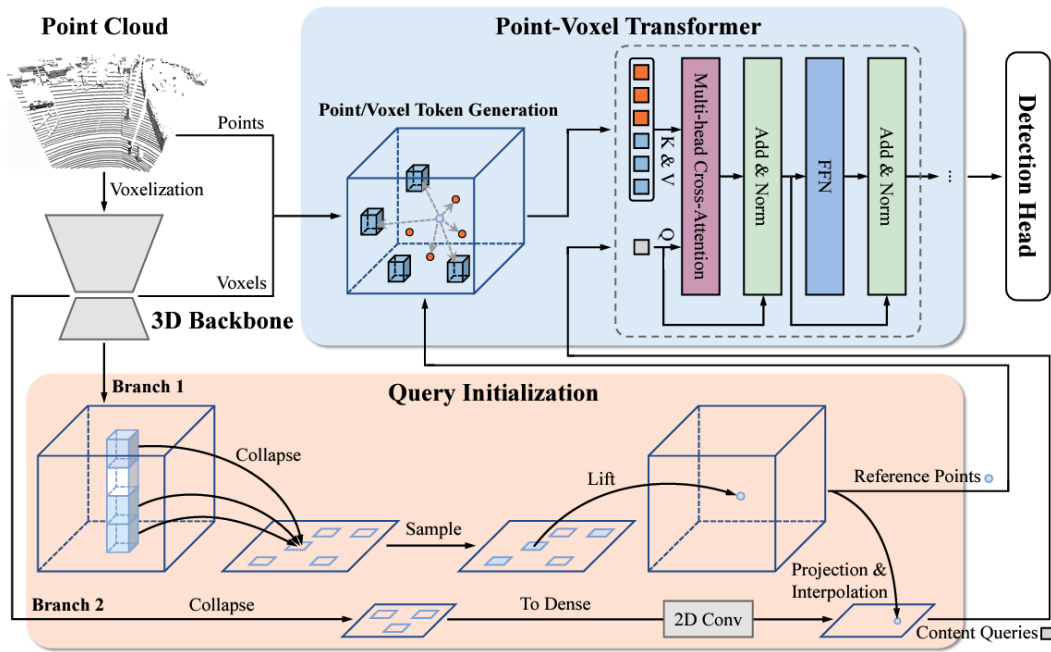 Point Cloud
Point-Voxel Transformer
Points
Voxelization
Voxels
3D Backbone
Point/Voxel Token Generation
K & V
Q
Multi-head Cross-Attention
Add & Norm
FFN
Add & Norm
...
Detection Head
Branch 1
Query Initialization
Collapse
Sample
Lift
Reference Points
Projection &
Interpolation
Branch 2
Collapse
To Dense
2D Conv
Content Queries